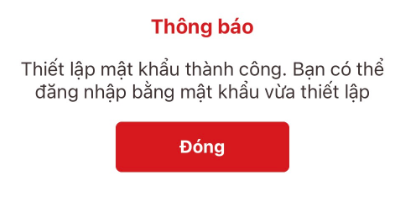 Thông báo
Thiết lập mật khẩu thành công. Bạn có thể
đăng nhập bằng mật khẩu vừa thiết lập
Đóng